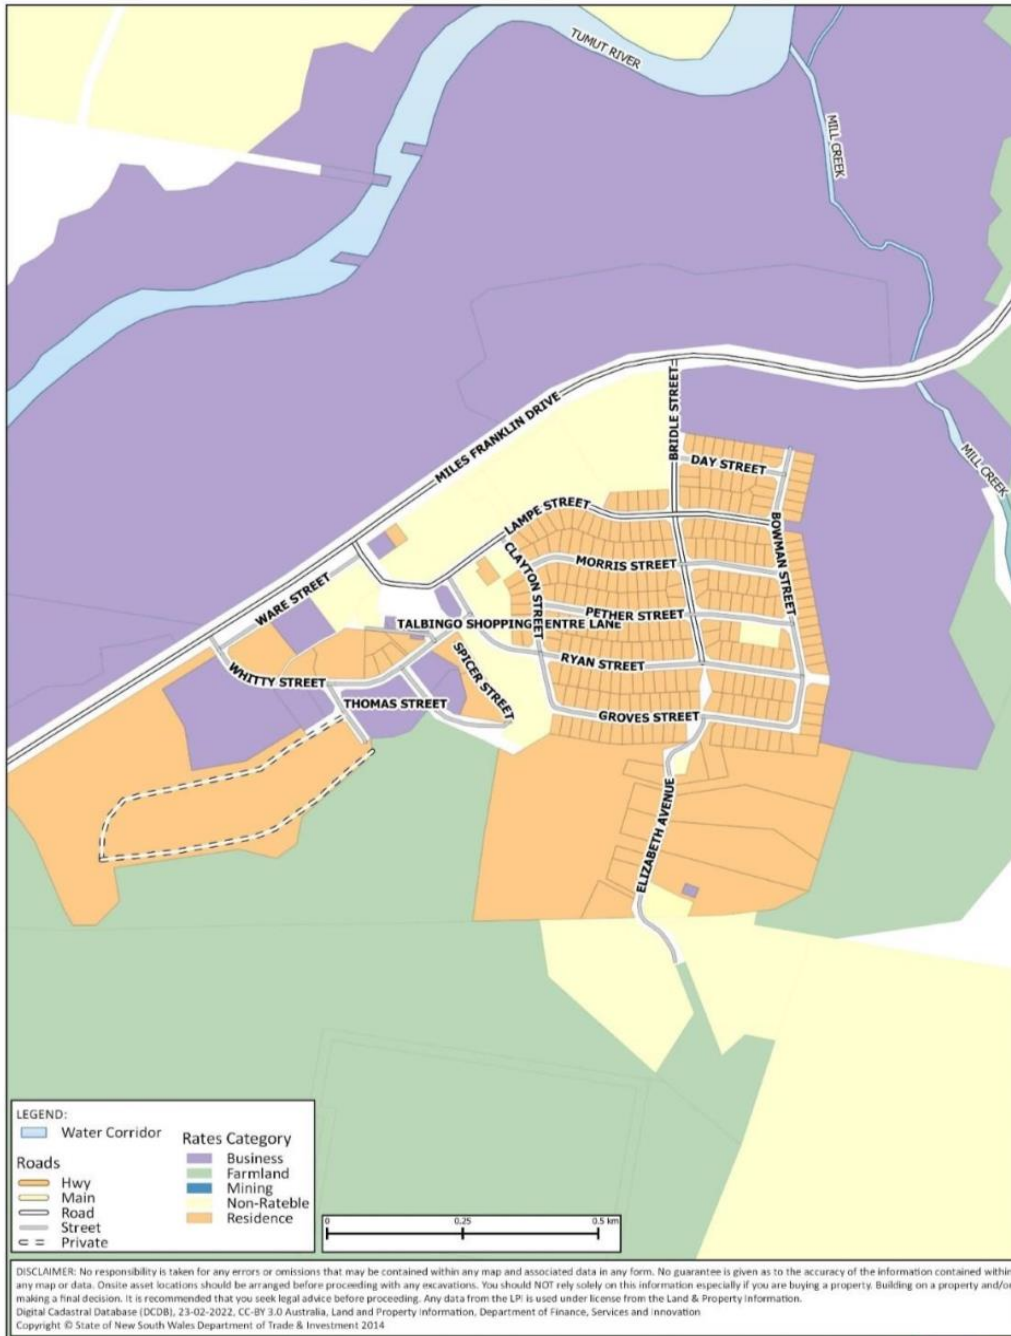 TUMUT RIVER
MILL CREEK
MILES FRANKLIN DRIVE
BRIDLE STREET
DAY STREET
MILL CREEK
LAMPE STREET
BOWMAN STREET
CLAYTON STREET
MORRIS STREET
WARE STREET
PETHER STREET
TALBINGO SHOPPING ENTRE LANE
RYAN STREET
SPICER STREET
WHITTY STREET
THOMAS STREET
GROVES STREET
ELIZABETH AVENUE
LEGEND:
Water Corridor
Roads
Hwy
Main
Road
Street
Private
Rates Category
Business
Farmland
Mining
Non-Rateble
Residence
0 0.25 0.5 km
DISCLAIMER: No responsibility is taken for any errors or omissions that may be contained within any map and associated data in any form. No guarantee is given as to the accuracy of the information contained within
any map or data. Onsite asset locations should be arranged before proceeding with any excavations. You should NOT rely solely on this information especially if you are buying a property. Building on a property and/or
making a final decision. It is recommended that you seek legal advice before proceeding. Any data from the LPI is used under license from the Land & Property Information.
Digital Cadastral Database (DCDB), 23-02-2022, CC-BY 3.0 Australia, Land and Property Information, Department of Finance, Services and Innovation
Copyright © State of New South Wales Department of Trade & Investment 2014